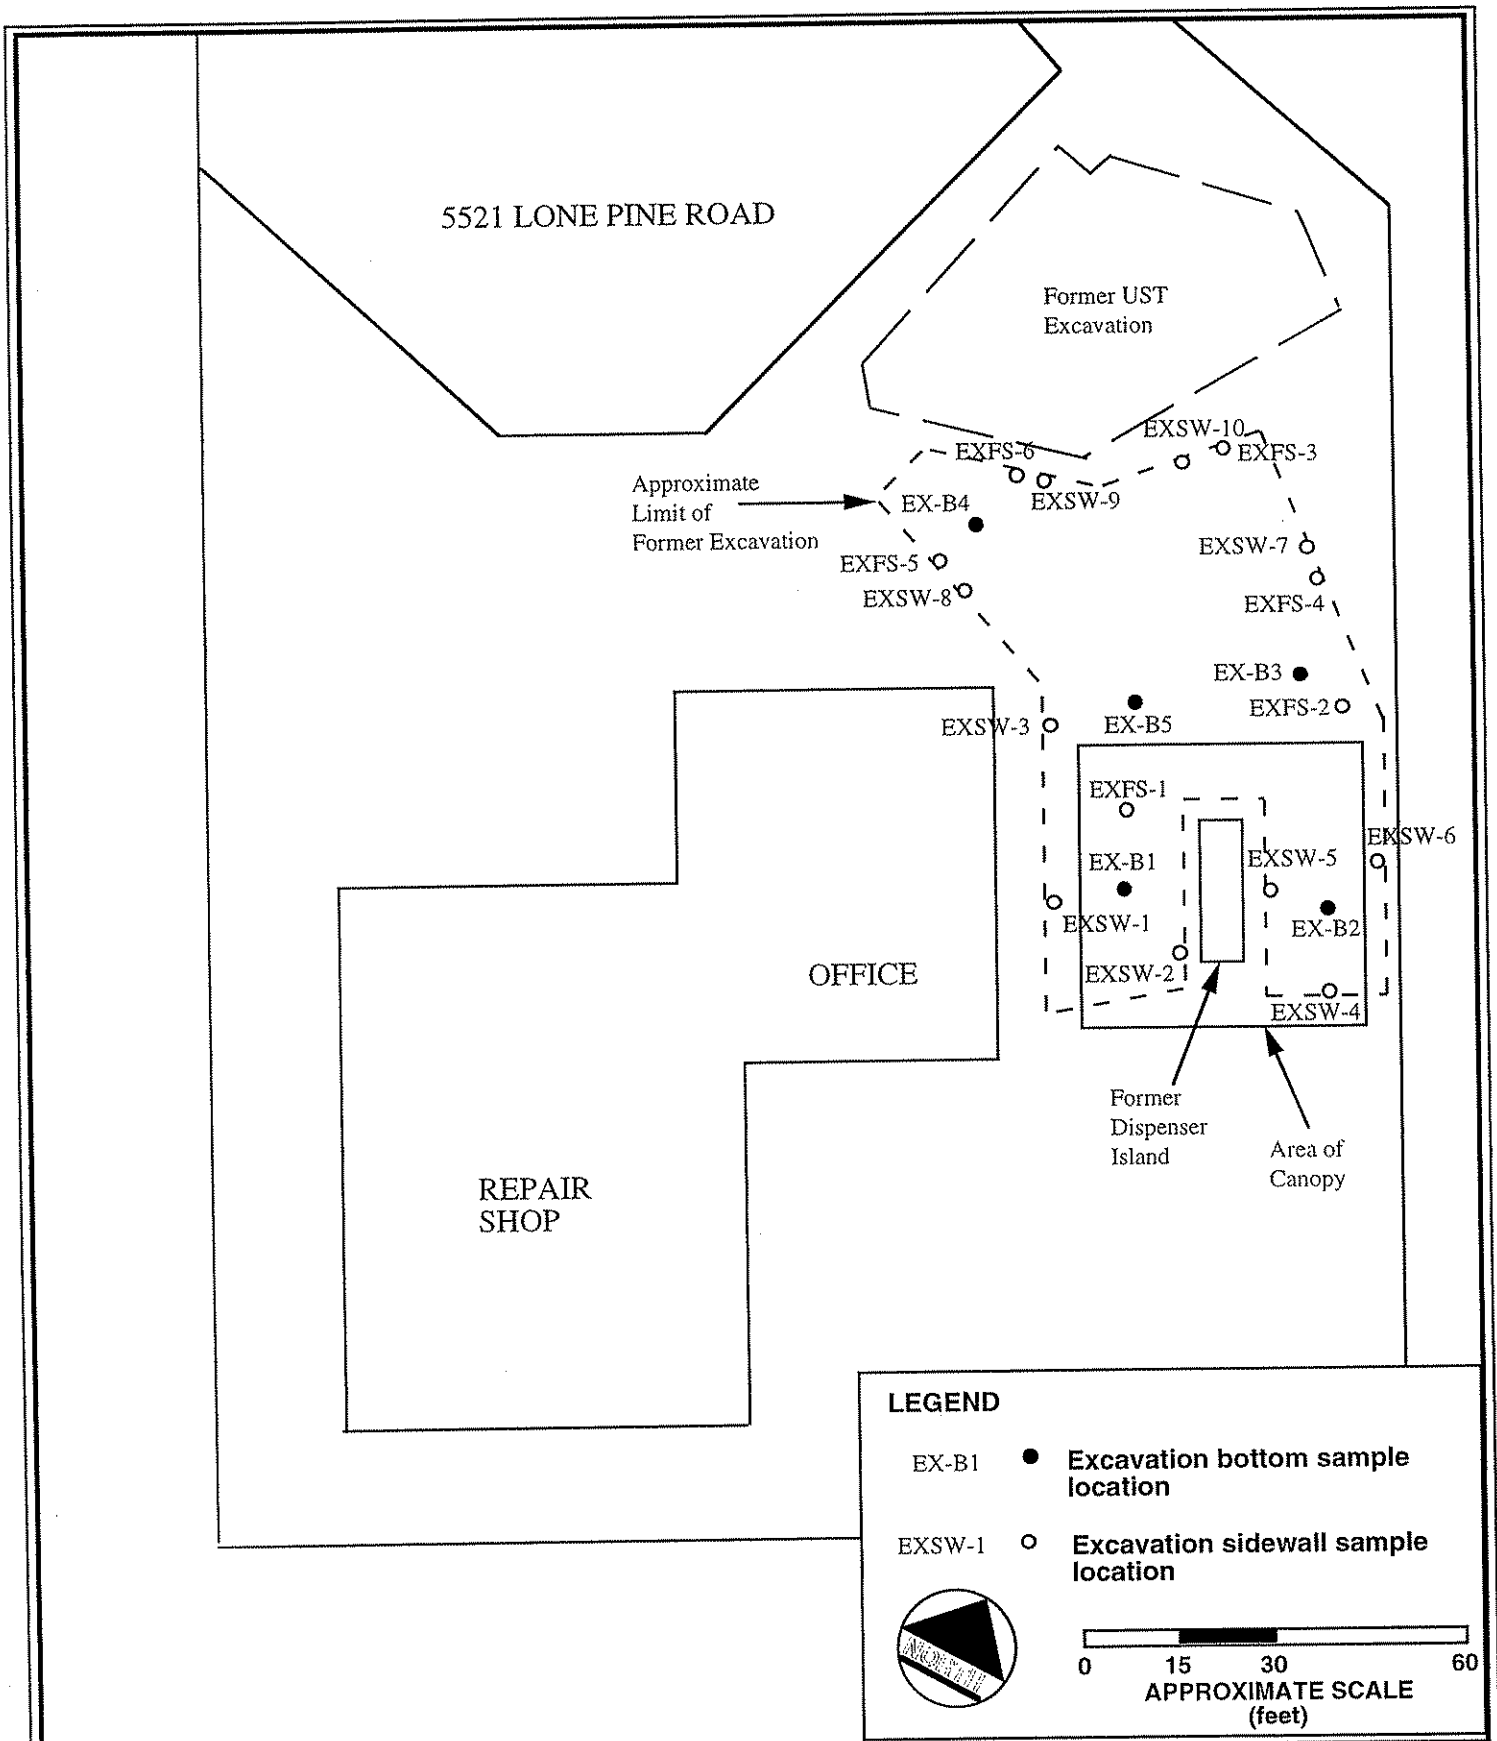 5521 LONE PINE ROAD
Former UST
Excavation
EXSW-10
EXFS-6
EXFS-3
Approximate
Limit of
Former Excavation
EX-B4
EXSW-9
EXFS-5
EXSW-7
EXSW-8
EXFS-4
EX-B3
EXFS-2
EXSW-3
EX-B5
EXFS-1
EX-B1
EXSW-5
EXSW-6
EXSW-1
EX-B2
EXSW-2
EXSW-4
OFFICE
Former
Dispenser
Island
Area of
Canopy
REPAIR
SHOP
LEGEND
EX-B1 Excavation bottom sample
location
EXSW-1 Excavation sidewall sample
location
NORTH
0 15 30 60
APPROXIMATE SCALE
(feet)